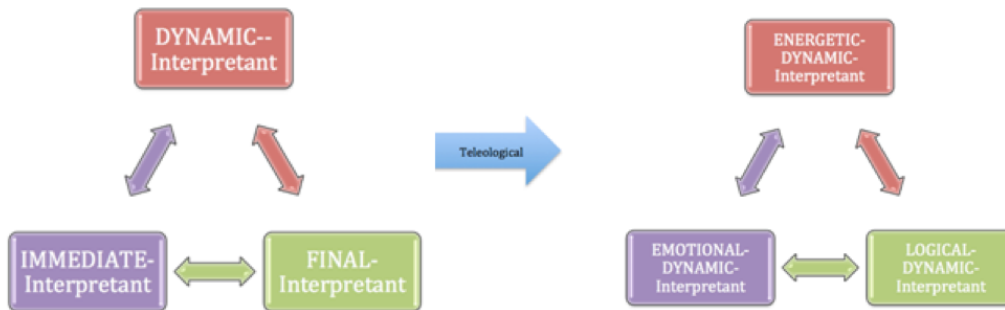 DYNAMIC--
Interpretant
IMMEDIATE-
Interpretant
FINAL-
Interpretant
Teleological
ENERGETIC-
DYNAMIC-
Interpretant
EMOTIONAL-
DYNAMIC-
Interpretant
LOGICAL-
DYNAMIC-
Interpretant